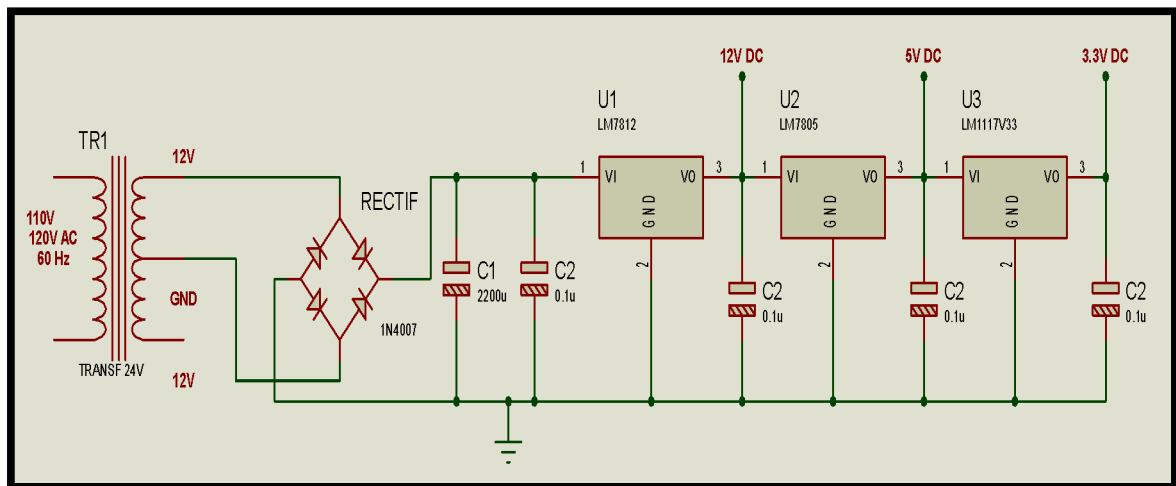 TR1
12V
110V
120V AC
60 Hz
GND
TRANSF 24V
12V
RECTIF
1N4007
C1
2200u
C2
0.1u
U1
LM7812
1
VI
VO
3
GND
2
12V DC
C2
0.1u
U2
LM7805
1
VI
VO
3
GND
2
5V DC
C2
0.1u
U3
LM1117V33
1
VI
VO
3
GND
2
3.3V DC
C2
0.1u